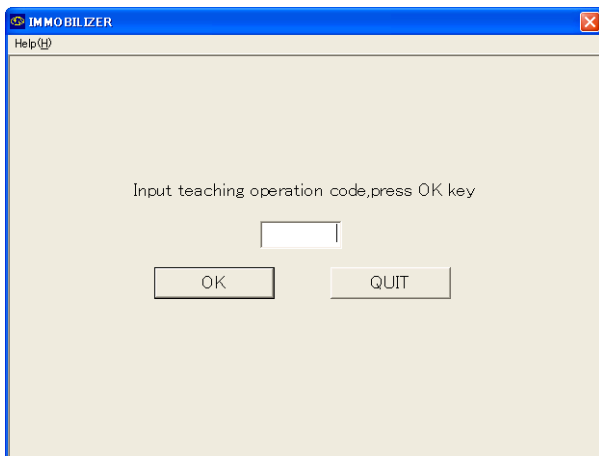 IMMOBILIZER
Help(H)
Input teaching operation code,press OK key
OK QUIT